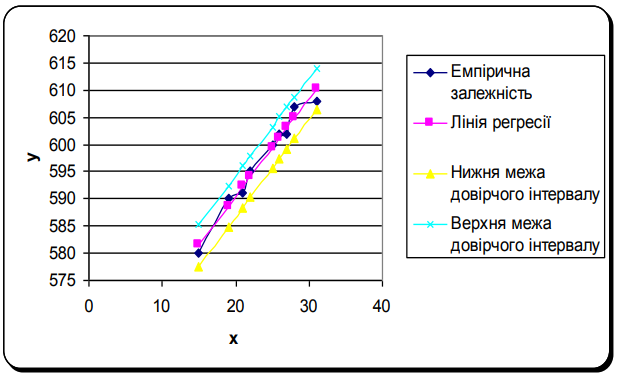 620
615
610
605
600
595
590
585
580
575
у
0
10
20
30
40
х
Емпірична
залежність
Лінія регресії
Нижня межа
довірчого інтервалу
Верхня межа
довірчого інтервалу